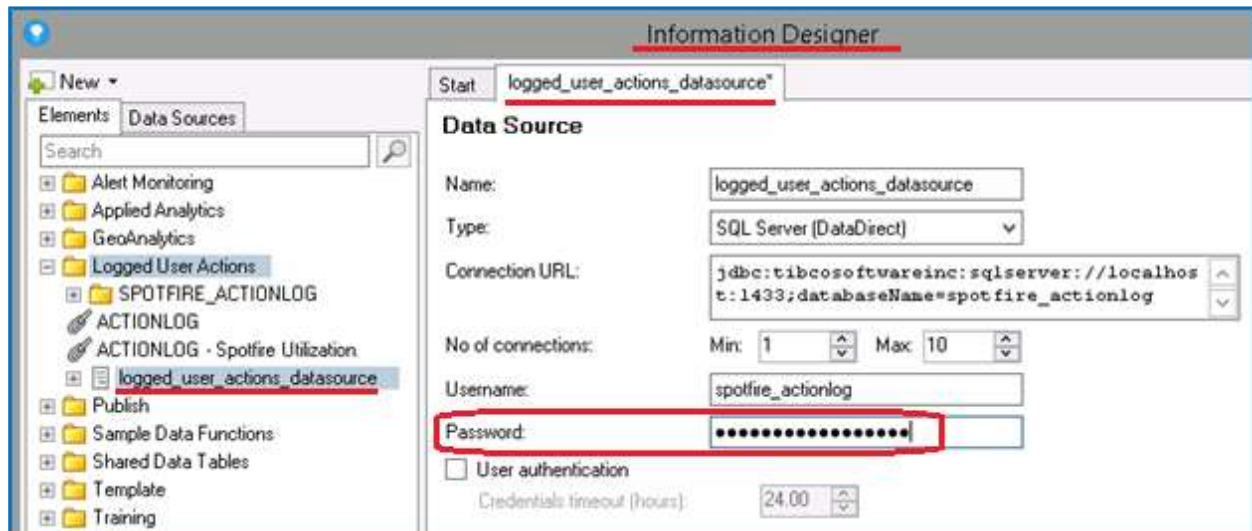 Information Designer
New
Elements Data Sources
Search
Alert Monitoring
Applied Analytics
GeoAnalytics
Logged User Actions
SPOTFIRE_ACTIONLOG
ACTIONLOG
ACTIONLOG - Spotfire Utilization
logged_user_actions_datasource
Publish
Sample Data Functions
Shared Data Tables
Template
Training
Start logged_user_actions_datasource*
Data Source
Name: logged_user_actions_datasource
Type: SQL Server (DataDirect)
Connection URL: jdbc:tibcosoftwareinc:sqlserver://localhos
t:1433;databaseName=spotfire_actionlog
No of connections: Min: 1 Max: 10
Username: spotfire_actionlog
Password: ●●●●●●●●●●●●●●●●●
User authentication
Credentials timeout (hours): 24.00